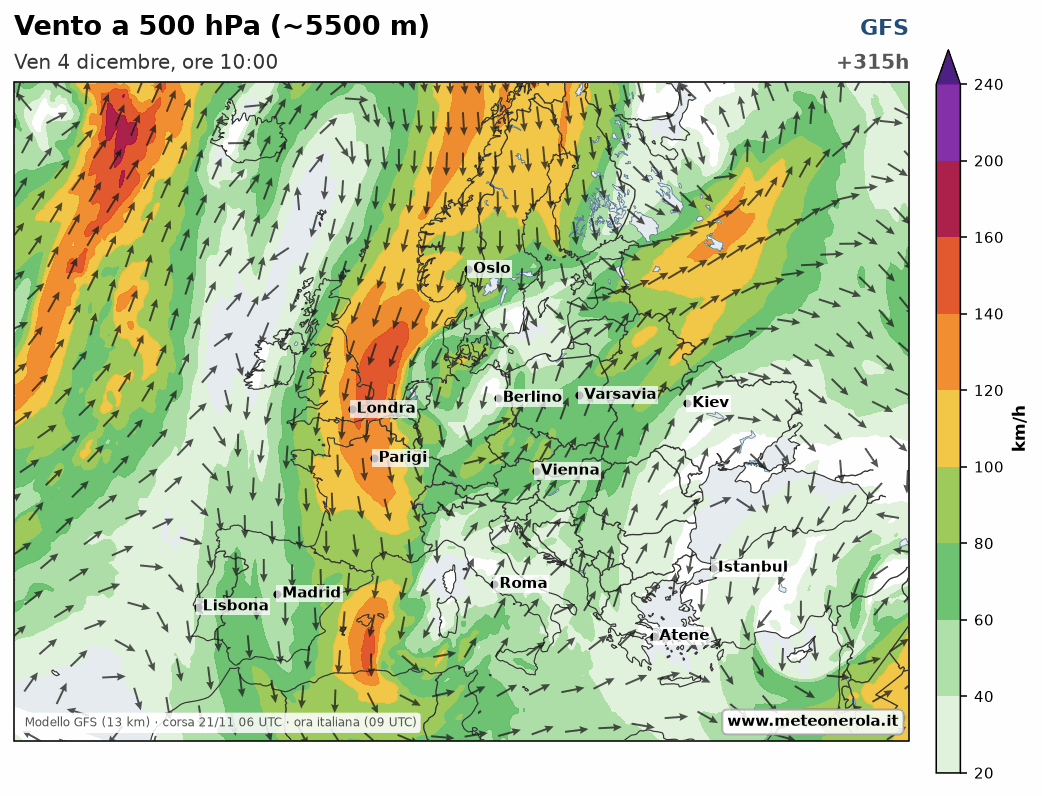 Vento a 500 hPa (~5500 m)
GFS
Ven 4 dicembre, ore 10:00
+315h
240
200
160
140
120
100
80
60
40
20
km/h
Oslo
Londra
Berlino
Varsavia
Kiev
Parigi
Vienna
Istanbul
Roma
Madrid
Lisbona
Atene
Modello GFS (13 km) · corsa 21/11 06 UTC · ora italiana (09 UTC)
www.meteonerola.it